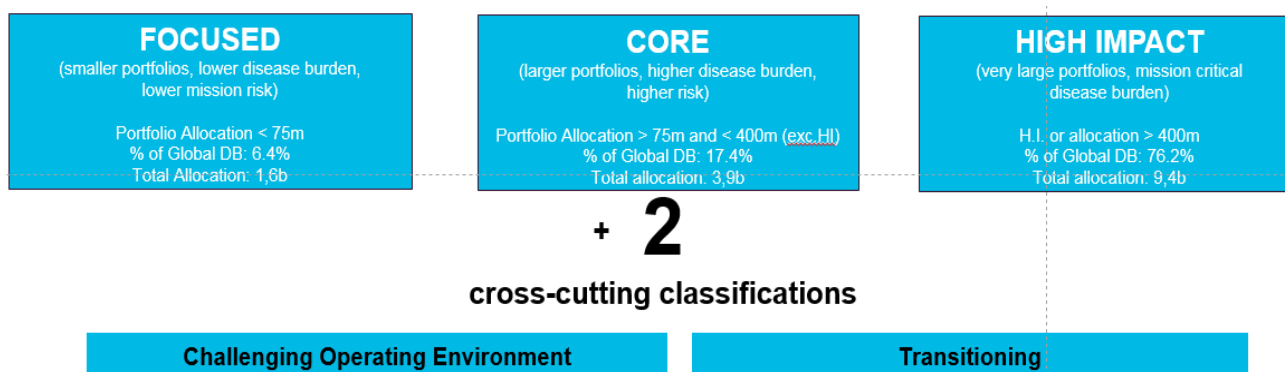 FOCUSED
(smaller portfolios, lower disease burden,
lower mission risk)
Portfolio Allocation < 75m
% of Global DB: 6.4%
Total Allocation: 1,6b
CORE
(larger portfolios, higher disease burden,
higher risk)
Portfolio Allocation > 75m and < 400m (exc.HI)
% of Global DB: 17.4%
Total allocation: 3,9b
HIGH IMPACT
(very large portfolios, mission critical
disease burden)
H.I. or allocation > 400m
% of Global DB: 76.2%
Total allocation: 9,4b
+ 2
cross-cutting classifications
Challenging Operating Environment
Transitioning